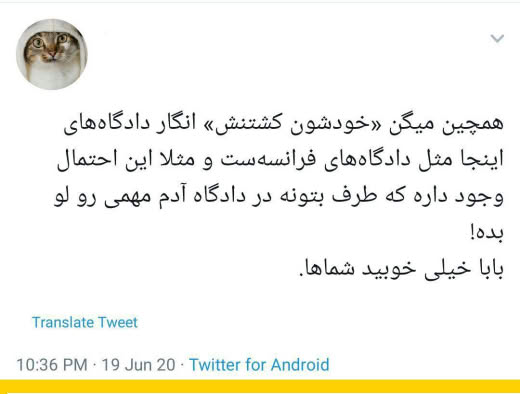 همچین میگن «خودشون کشتنش» انگار دادگاه‌های
اینجا مثل دادگاه‌های فرانسه‌ست و مثلا این احتمال
وجود داره که طرف بتونه در دادگاه آدم مهمی رو لو
بده!
بابا خیلی خوبید شماها.
Translate Tweet
10:36 PM · 19 Jun 20 · Twitter for Android